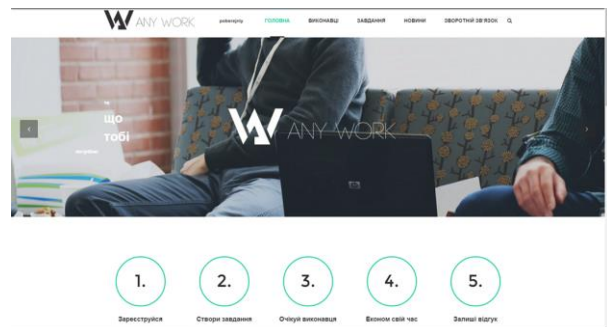 ANY WORK
ГОЛОВНА ВИКОНАВЦІ ЗАВДАННЯ НОВИНИ ЗВОРОТНІЙ ЗВ'ЯЗОК
що
тобі
ANY WORK
1. 2. 3. 4. 5.
Зареєструйся Створи завдання Очікуй виконавця Економ свій час Залиши відгук